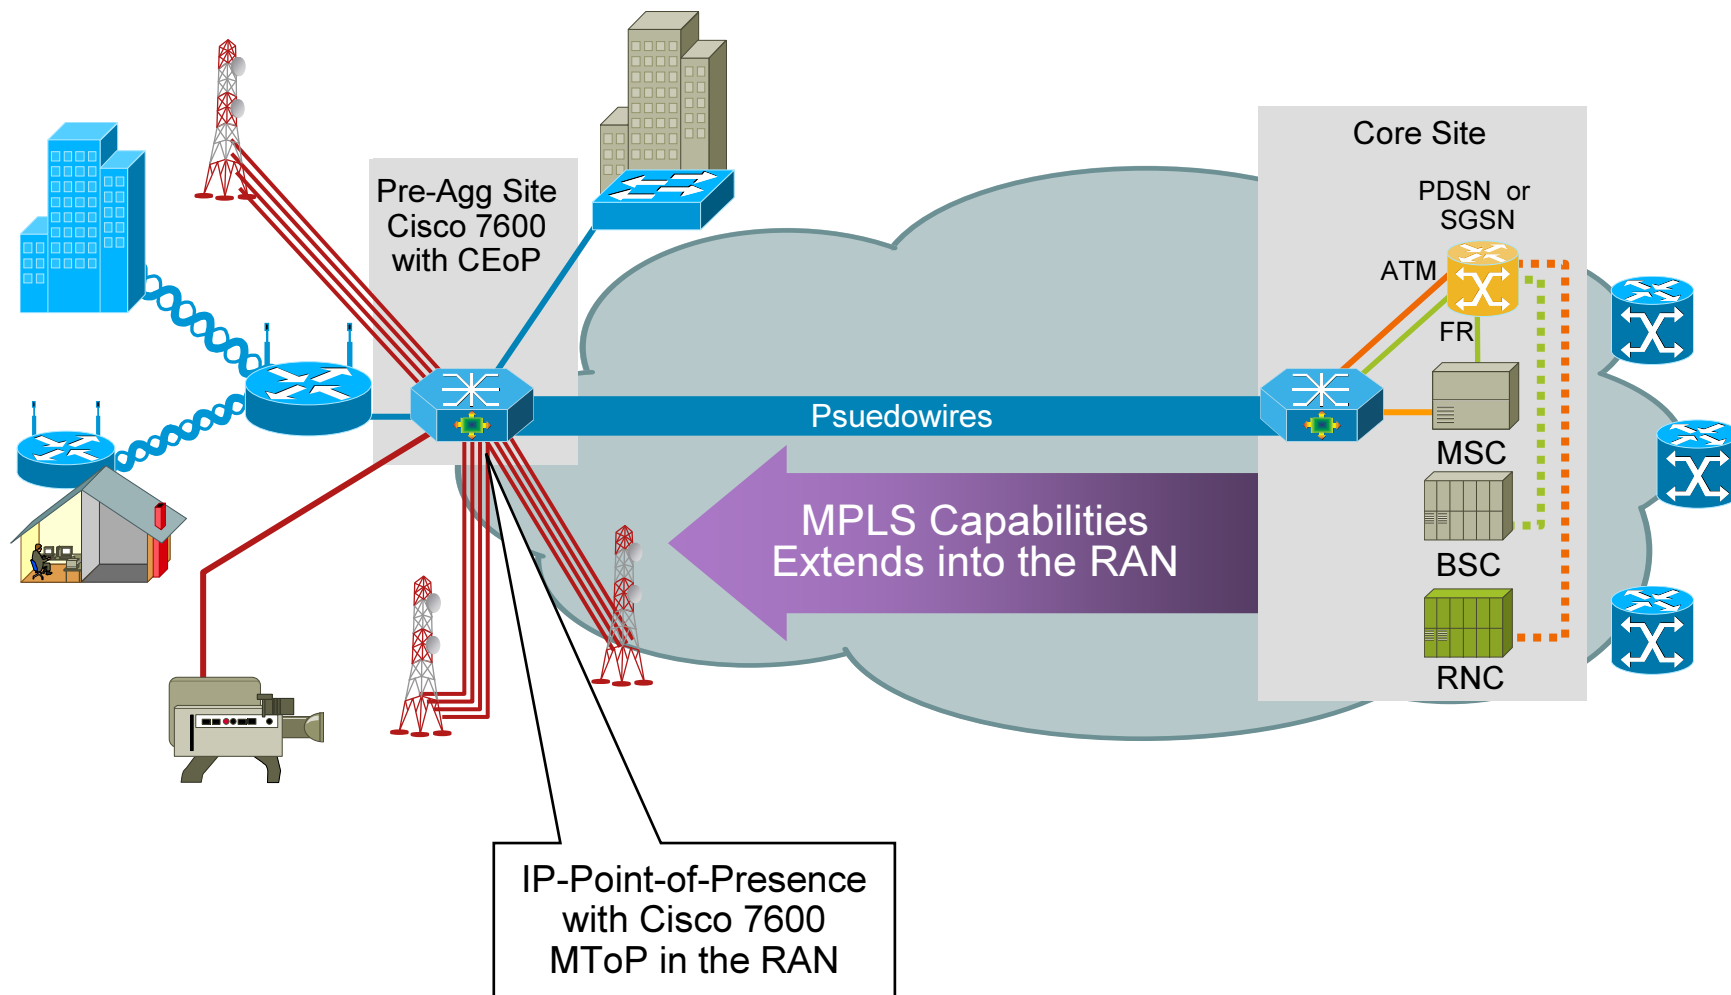 Pre-Agg Site
Cisco 7600
with CEoP
Core Site
PDSN or
SGSN
ATM
FR
Psuedowires
MSC
MPLS Capabilities
Extends into the RAN
BSC
RNC
IP-Point-of-Presence
with Cisco 7600
MToP in the RAN